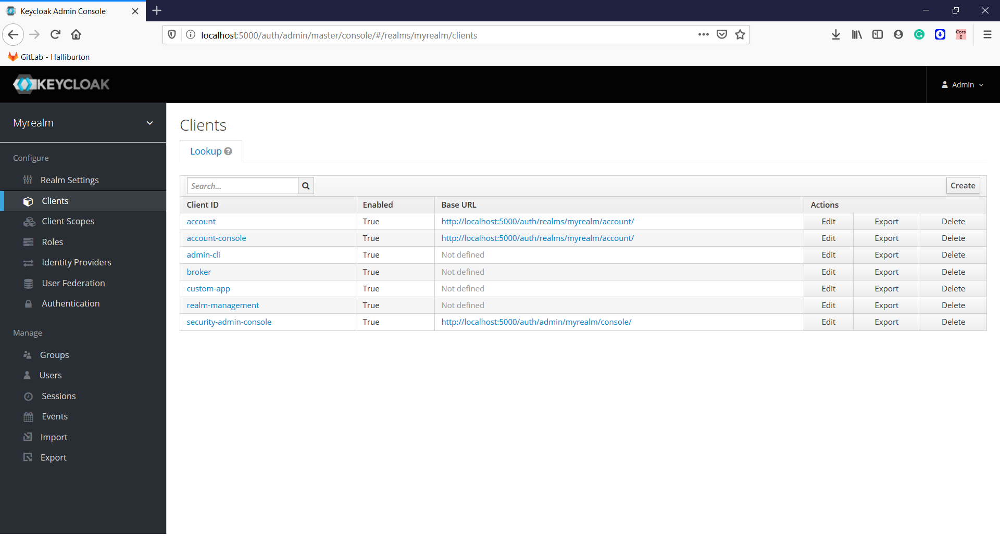 Keycloak Admin Console
localhost:5000/auth/admin/master/console/#/realms/myrealm/clients
Cors
E
GitLab - Halliburton
KEYCLOAK
Admin
Myrealm
Configure
Realm Settings
Clients
Client Scopes
Roles
Identity Providers
User Federation
Authentication
Manage
Groups
Users
Sessions
Events
Import
Export
Clients
Lookup
Search...
Create
Client ID Enabled Base URL Actions
account True http://localhost:5000/auth/realms/myrealm/account/ Edit Export Delete
account-console True http://localhost:5000/auth/realms/myrealm/account/ Edit Export Delete
admin-cli True Not defined Edit Export Delete
broker True Not defined Edit Export Delete
custom-app True Not defined Edit Export Delete
realm-management True Not defined Edit Export Delete
security-admin-console True http://localhost:5000/auth/admin/myrealm/console/ Edit Export Delete